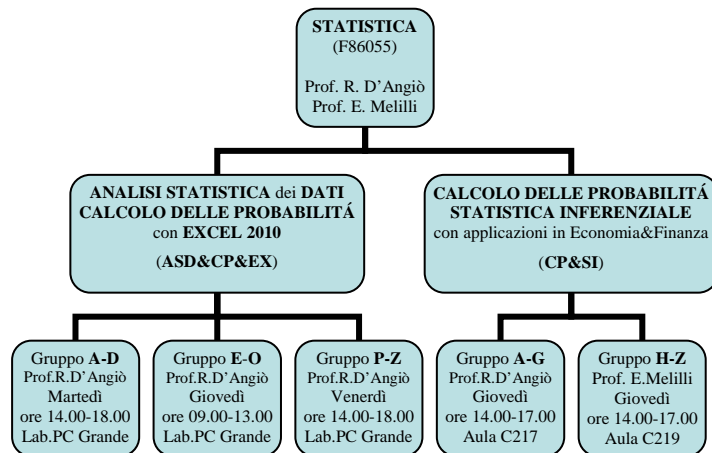 STATISTICA
(F86055)
Prof. R. D'Angiò
Prof. E. Melilli
ANALISI STATISTICA dei DATI
CALCOLO DELLE PROBABILITÁ
con EXCEL 2010
(ASD&CP&EX)
CALCOLO DELLE PROBABILITÁ
STATISTICA INFERENZIALE
con applicazioni in Economia&Finanza
(CP&SI)
Gruppo A-D
Prof.R.D'Angiò
Martedì
ore 14.00-18.00
Lab.PC Grande
Gruppo E-O
Prof.R.D'Angiò
Giovedì
ore 09.00-13.00
Lab.PC Grande
Gruppo P-Z
Prof.R.D'Angiò
Venerdì
ore 14.00-18.00
Lab.PC Grande
Gruppo A-G
Prof.R.D'Angiò
Giovedì
ore 14.00-17.00
Aula C217
Gruppo H-Z
Prof. E.Melilli
Giovedì
ore 14.00-17.00
Aula C219